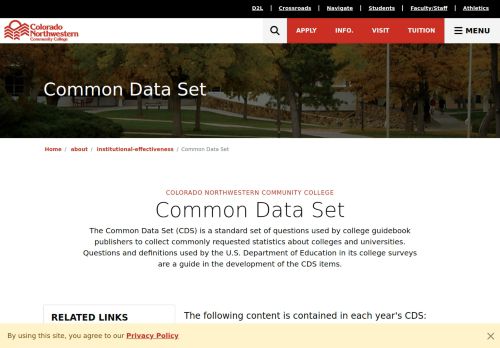 D2L | Crossroads | Navigate | Students | Faculty/Staff | Athletics
Colorado
Northwestern
Community College
APPLY INFO. VISIT TUITION MENU
Common Data Set
Home / about / institutional-effectiveness / Common Data Set
COLORADO NORTHWESTERN COMMUNITY COLLEGE
Common Data Set
The Common Data Set (CDS) is a standard set of questions used by college guidebook
publishers to collect commonly requested statistics about colleges and universities.
Questions and definitions used by the U.S. Department of Education in its college surveys
are a guide in the development of the CDS items.
RELATED LINKS
The following content is contained in each year's CDS:
By using this site, you agree to our Privacy Policy